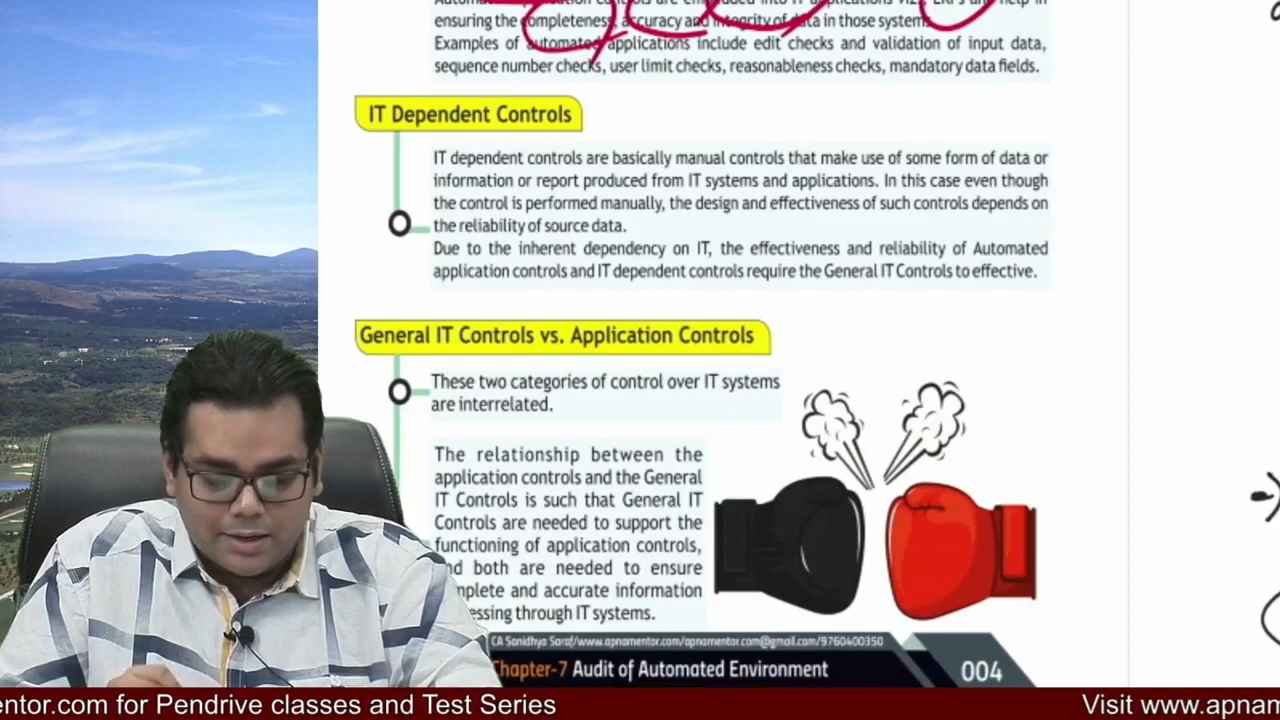 ensuring the completeness, accuracy and integrity of data in those systems.
Examples of automated applications include edit checks and validation of input data,
sequence number checks, user limit checks, reasonableness checks, mandatory data fields.
IT Dependent Controls
IT dependent controls are basically manual controls that make use of some form of data or
information or report produced from IT systems and applications. In this case even though
the control is performed manually, the design and effectiveness of such controls depends on
the reliability of source data.
Due to the inherent dependency on IT, the effectiveness and reliability of Automated
application controls and IT dependent controls require the General IT Controls to effective.
General IT Controls vs. Application Controls
These two categories of control over IT systems
are interrelated.
The relationship between the
application controls and the General
IT Controls is such that General IT
Controls are needed to support the
functioning of application controls,
nd both are needed to ensure
mplete and accurate information
essing through IT systems.
CA Sanidhya Saraf/www.apnamentor.com/apnamentor.com@gmail.com/9760400350
Chapter-7 Audit of Automated Environment
004
entor.com for Pendrive classes and Test Series
Visit www.apnam